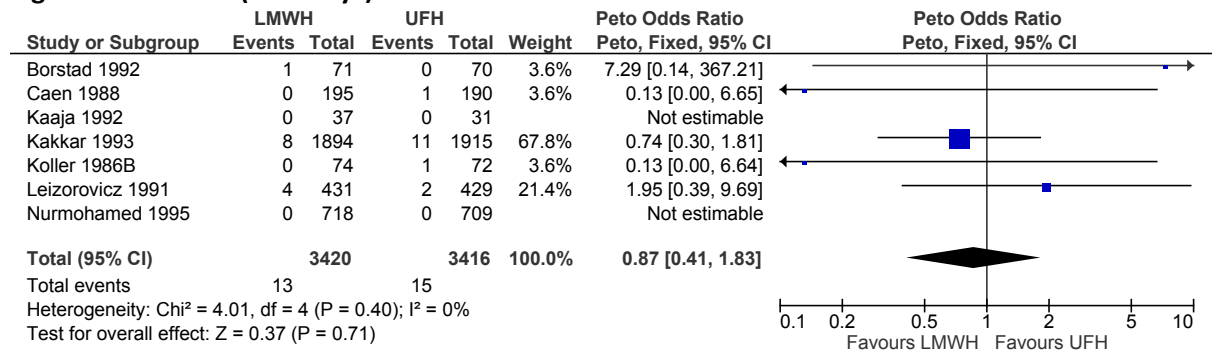 LMWH UFH Peto Odds Ratio Peto Odds Ratio
Study or Subgroup Events Total Events Total Weight Peto, Fixed, 95% CI Peto, Fixed, 95% CI
Borstad 1992 1 71 0 70 3.6% 7.29 [0.14, 367.21]
Caen 1988 0 195 1 190 3.6% 0.13 [0.00, 6.65]
Kaaja 1992 0 37 0 31 Not estimable
Kakkar 1993 8 1894 11 1915 67.8% 0.74 [0.30, 1.81]
Koller 1986B 0 74 1 72 3.6% 0.13 [0.00, 6.64]
Leizorovicz 1991 4 431 2 429 21.4% 1.95 [0.39, 9.69]
Nurmohamed 1995 0 718 0 709 Not estimable
Total (95% CI) 3420 3416 100.0% 0.87 [0.41, 1.83]
Total events 13 15
Heterogeneity: Chi² = 4.01, df = 4 (P = 0.40); I² = 0%
Test for overall effect: Z = 0.37 (P = 0.71)
0.1 0.2 0.5 1 2 5 10
Favours LMWH Favours UFH